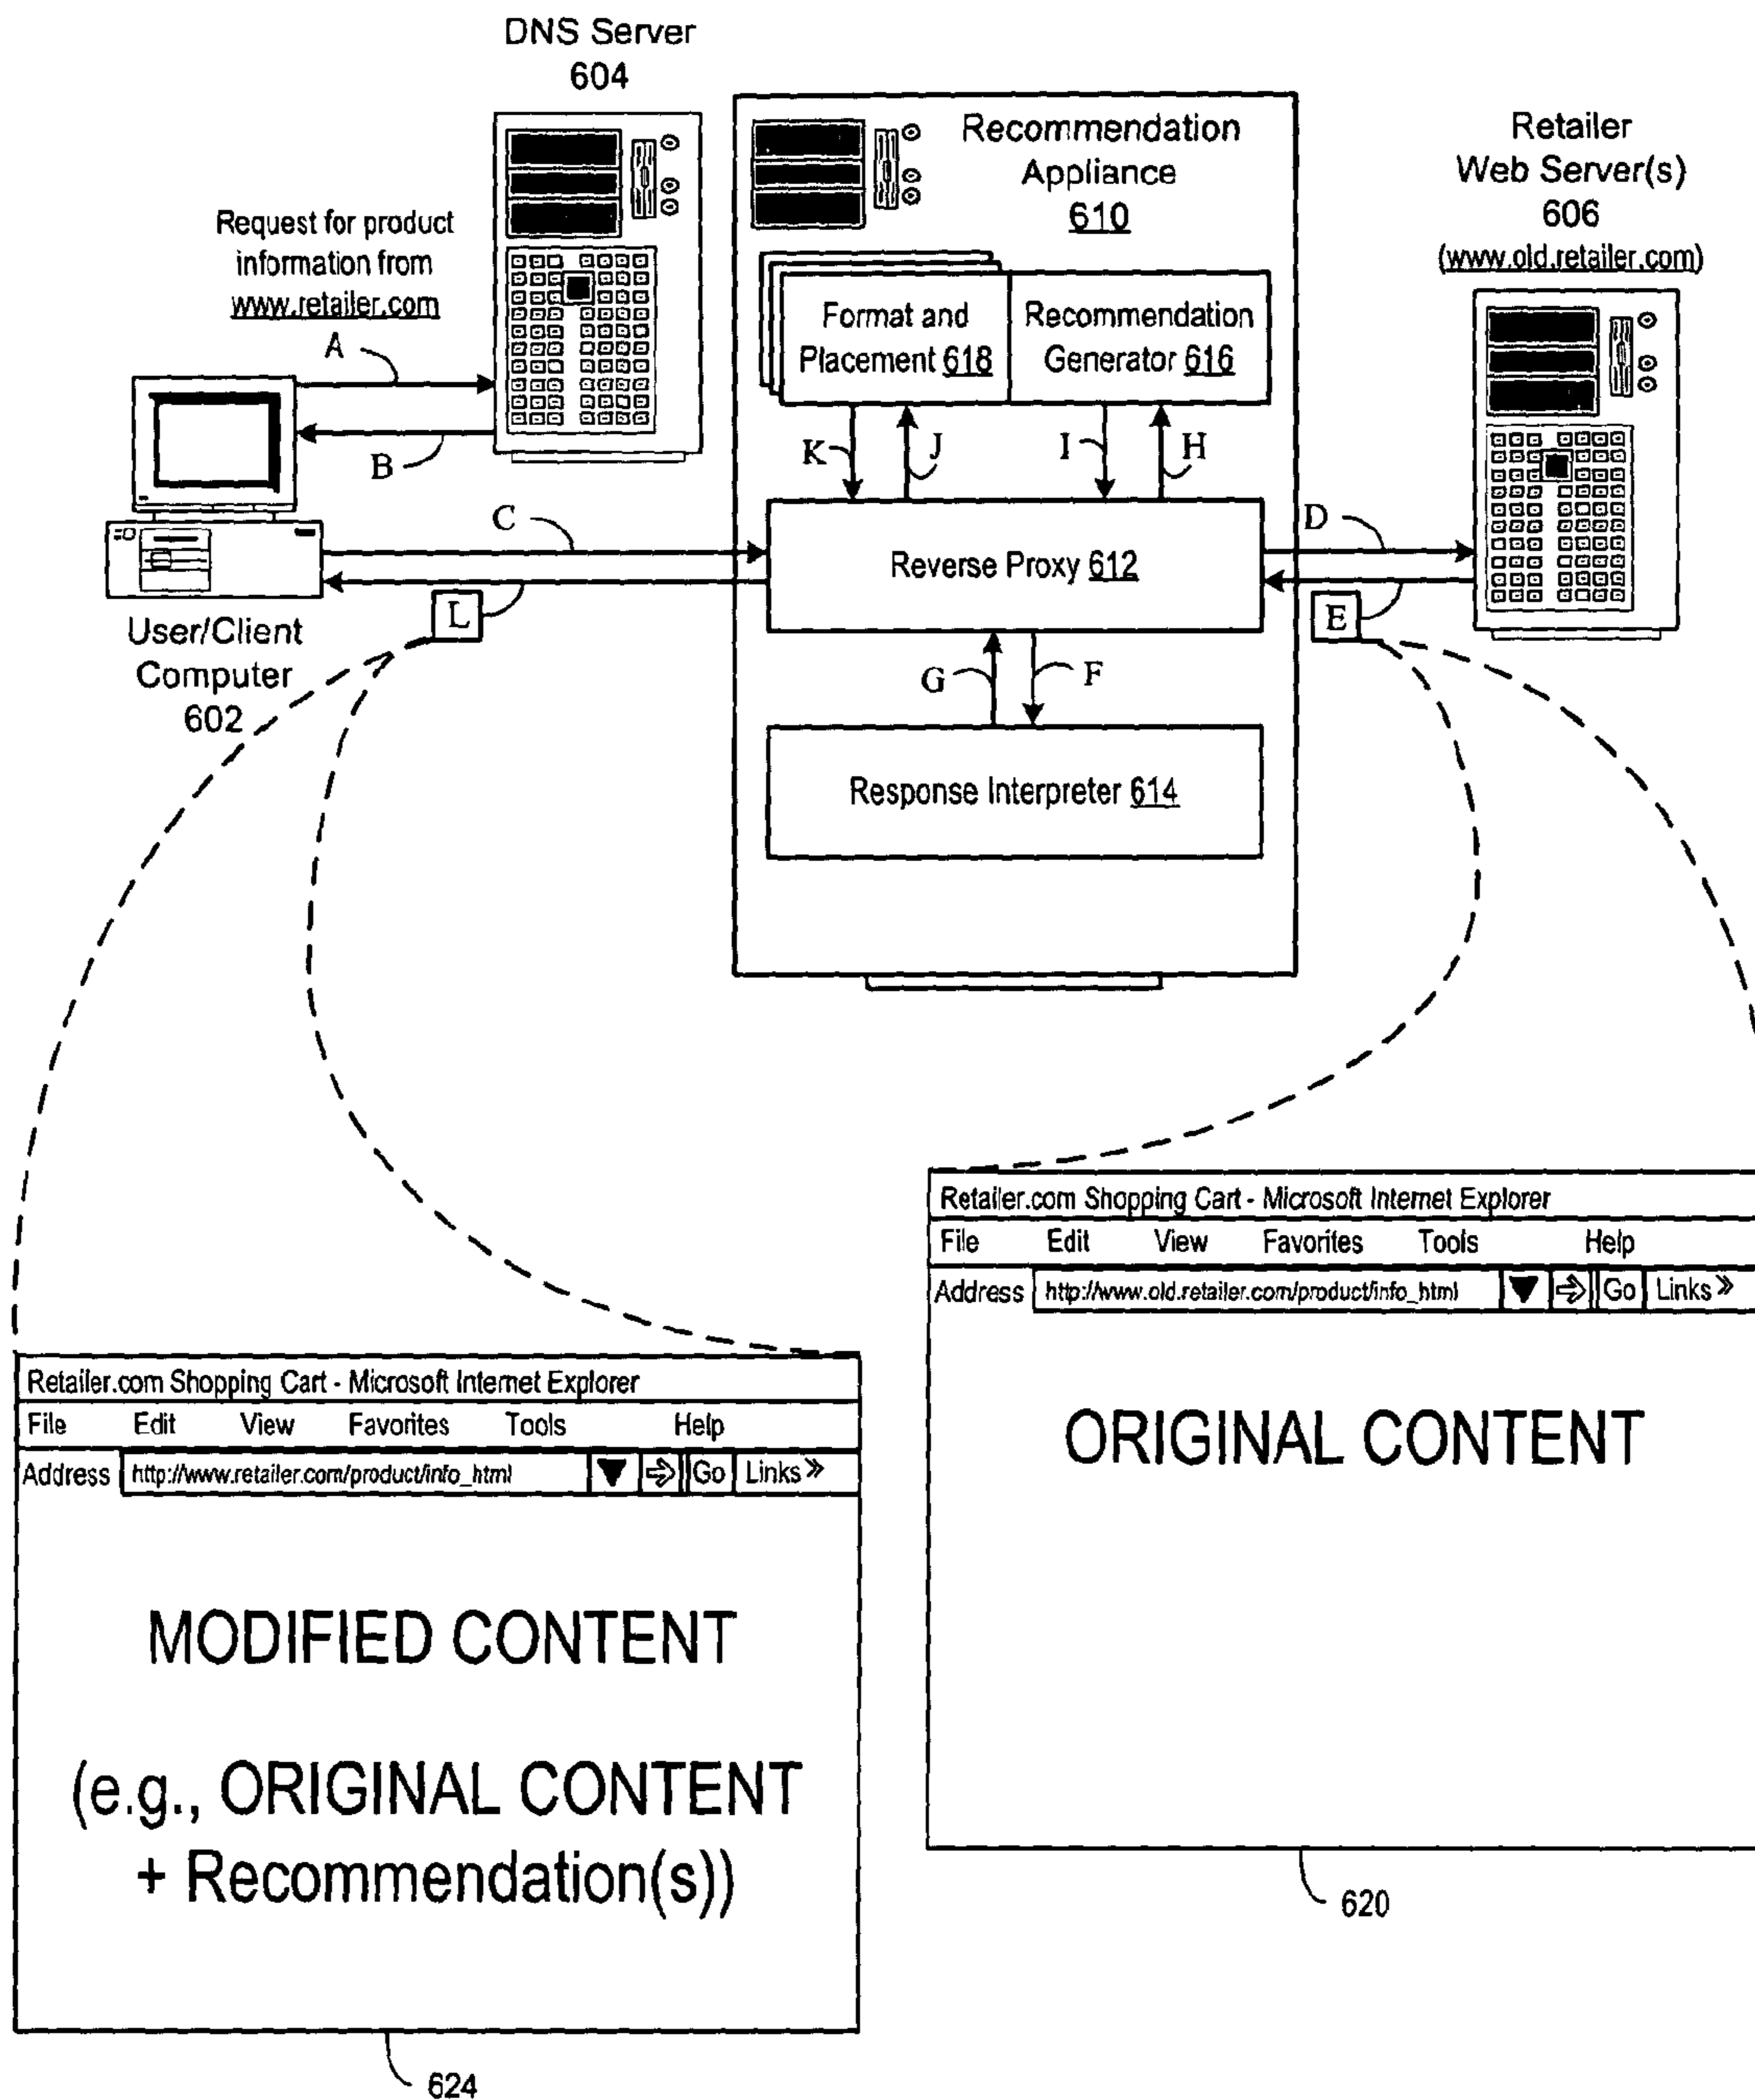 DNS Server
604
Request for product
information from
www.retailer.com
A
B
Recommendation
Appliance
610
Retailer
Web Server(s)
606
(www.old.retailer.com)
Format and
Placement 618
Recommendation
Generator 616
K
J
I
H
C
D
Reverse Proxy 612
L
E
User/Client
Computer
602
G
F
Response Interpreter 614
Retailer.com Shopping Cart - Microsoft Internet Explorer
File Edit View Favorites Tools Help
Address http://www.old.retailer.com/product/info_html Go Links »
ORIGINAL CONTENT
620
Retailer.com Shopping Cart - Microsoft Internet Explorer
File Edit View Favorites Tools Help
Address http://www.retailer.com/product/info_html Go Links »
MODIFIED CONTENT
(e.g., ORIGINAL CONTENT
+ Recommendation(s))
624